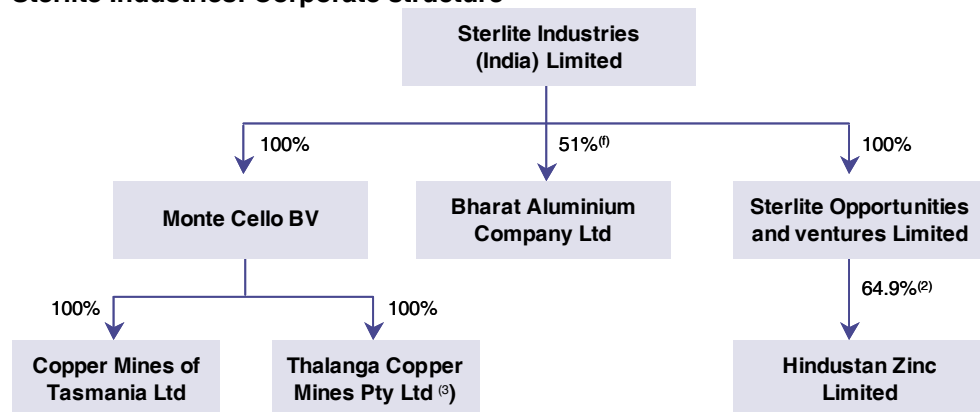 Sterlite Industries: Corporate structure
Sterlite Industries
(India) Limited
100%
51%(f)
100%
Monte Cello BV
Bharat Aluminium
Company Ltd
Sterlite Opportunities
and ventures Limited
64.9%(2)
100%
100%
Copper Mines of
Tasmania Ltd
Thalanga Copper
Mines Pty Ltd (3)
Hindustan Zinc
Limited